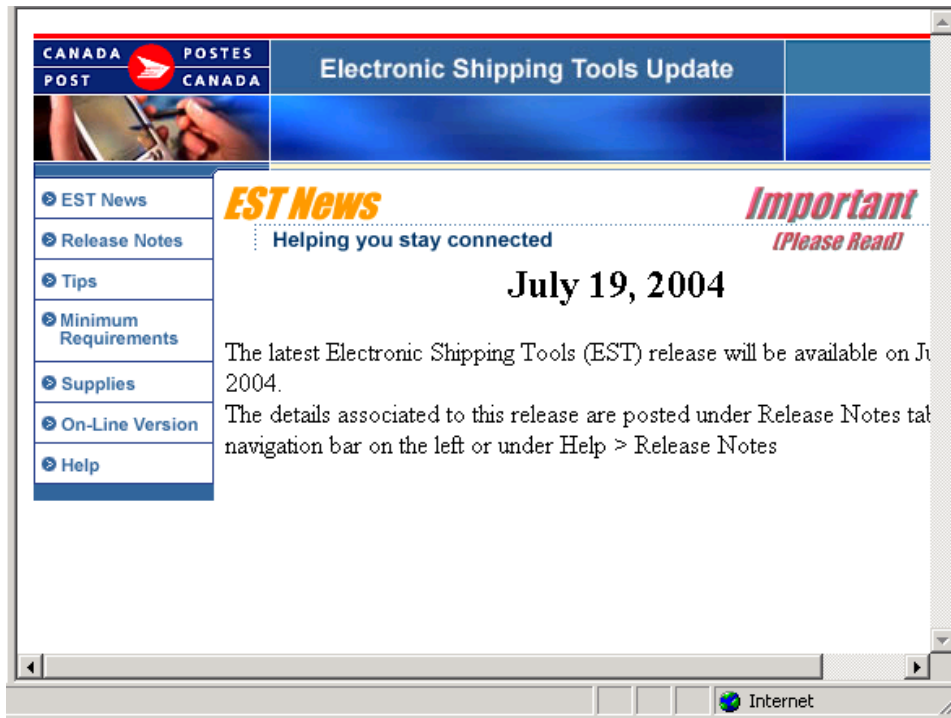 CANADA POSTES
POST CANADA
Electronic Shipping Tools Update
EST News
Release Notes
Tips
Minimum
Requirements
Supplies
On-Line Version
Help
EST News
Helping you stay connected
Important
(Please Read)
July 19, 2004
The latest Electronic Shipping Tools (EST) release will be available on
2004.
The details associated to this release are posted under Release Notes
navigation bar on the left or under Help > Release Notes
Internet